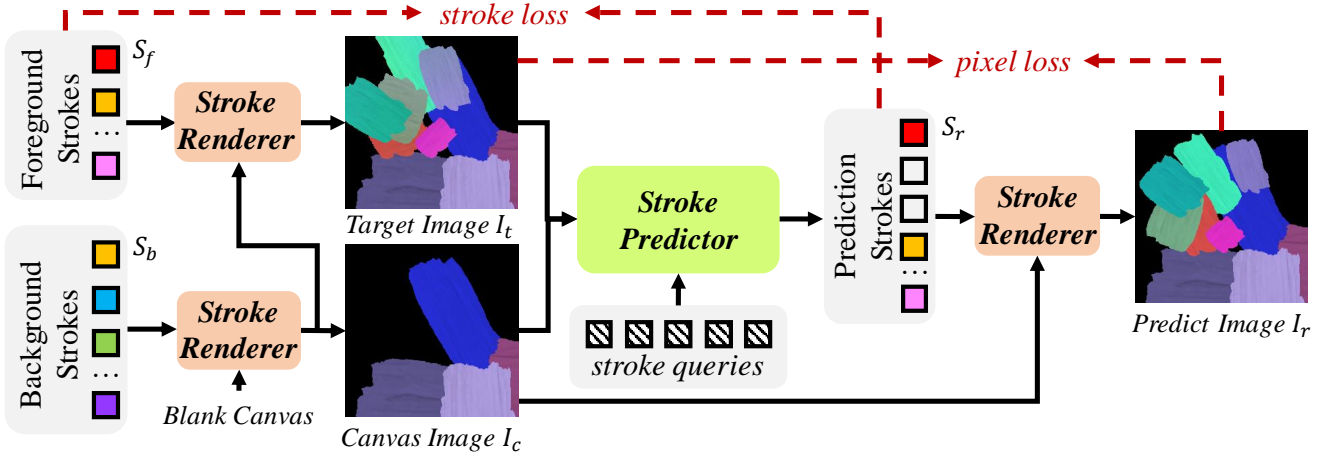 stroke loss
pixel loss
Foreground
Strokes
S_f
...
Stroke
Renderer
Target Image I_t
Background
Strokes
S_b
...
Stroke
Renderer
Blank Canvas
Canvas Image I_c
Stroke
Predictor
stroke queries
Prediction
Strokes
S_r
...
Stroke
Renderer
Predict Image I_r